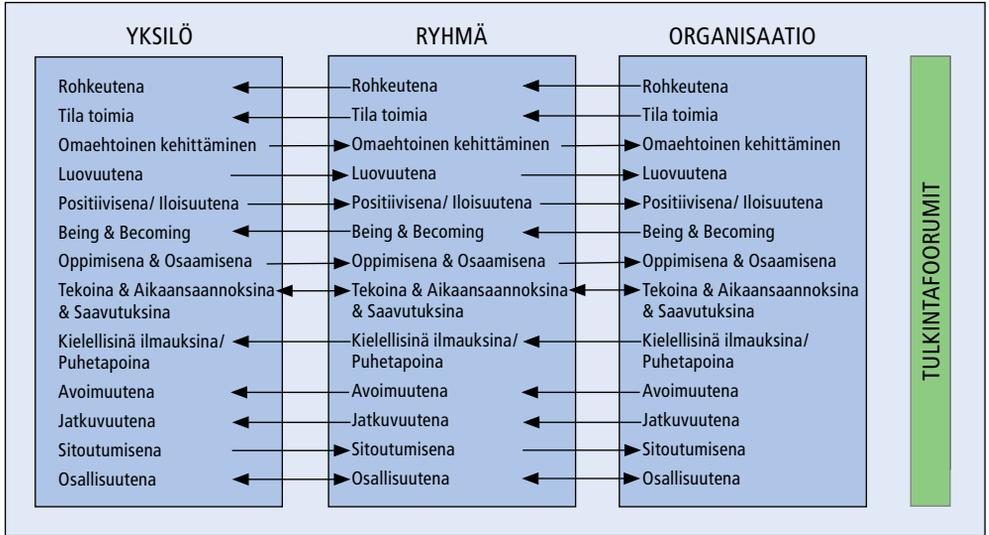 YKSILÖ
Rohkeutena
Tila toimia
Omaehtoinen kehittäminen
Luovuutena
Positiivisena/ Iloisuutena
Being & Becoming
Oppimisena & Osaamisena
Tekoina & Aikaansaannoksina
& Saavutuksina
Kielellisinä ilmauksina/
Puhetapoina
Avoimuutena
Jatkuvuutena
Sitoutumisena
Osallisuutena
RYHMÄ
Rohkeutena
Tila toimia
Omaehtoinen kehittäminen
Luovuutena
Positiivisena/ Iloisuutena
Being & Becoming
Oppimisena & Osaamisena
Tekoina & Aikaansaannoksina
& Saavutuksina
Kielellisinä ilmauksina/
Puhetapoina
Avoimuutena
Jatkuvuutena
Sitoutumisena
Osallisuutena
ORGANISAATIO
Rohkeutena
Tila toimia
Omaehtoinen kehittäminen
Luovuutena
Positiivisena/ Iloisuutena
Being & Becoming
Oppimisena & Osaamisena
Tekoina & Aikaansaannoksina
& Saavutuksina
Kielellisinä ilmauksina/
Puhetapoina
Avoimuutena
Jatkuvuutena
Sitoutumisena
Osallisuutena
TULKINTAFOORUMIT